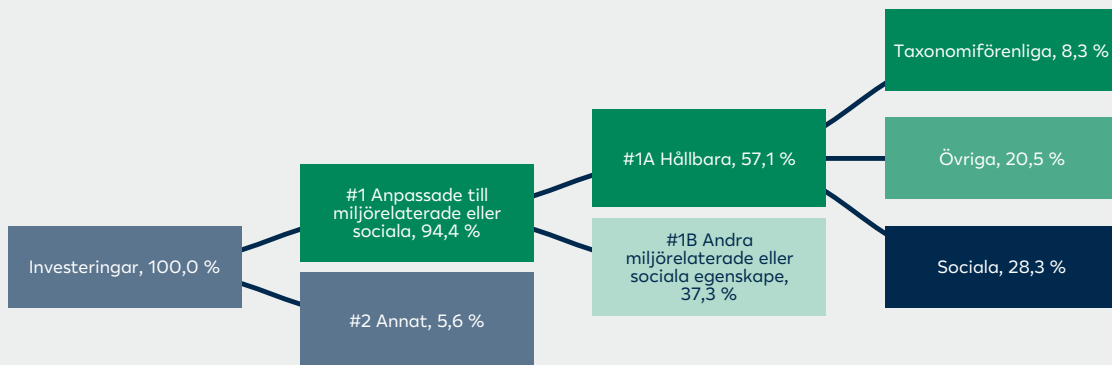 Investeringar, 100,0 %
#1 Anpassade till
miljörelaterade eller
sociala, 94,4 %
#2 Annat, 5,6 %
#1A Hållbara, 57,1 %
#1B Andra
miljörelaterade eller
sociala egenskape,
37,3 %
Taxonomiförenliga, 8,3 %
Övriga, 20,5 %
Sociala, 28,3 %